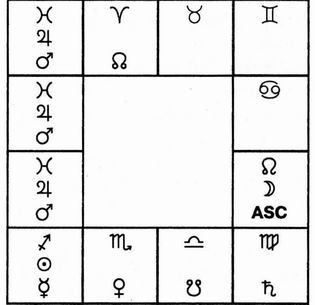 ♓ ♈ ♉ ♊
♃
♂ ☊
♓ ♋
♃
♂
♓ ☊
♃ ☽
♂ ASC
♐ ♏ ♎ ♍
☉
☿ ♀ ☋ ♄